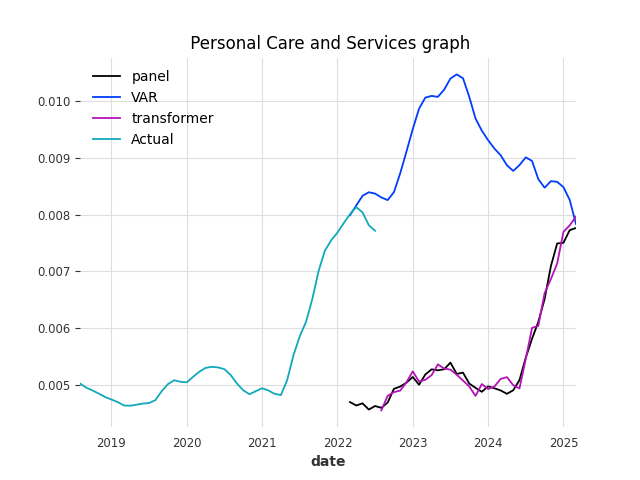 Personal Care and Services graph
panel
VAR
transformer
Actual
0.010
0.009
0.008
0.007
0.006
0.005
2019 2020 2021 2022 2023 2024 2025
date